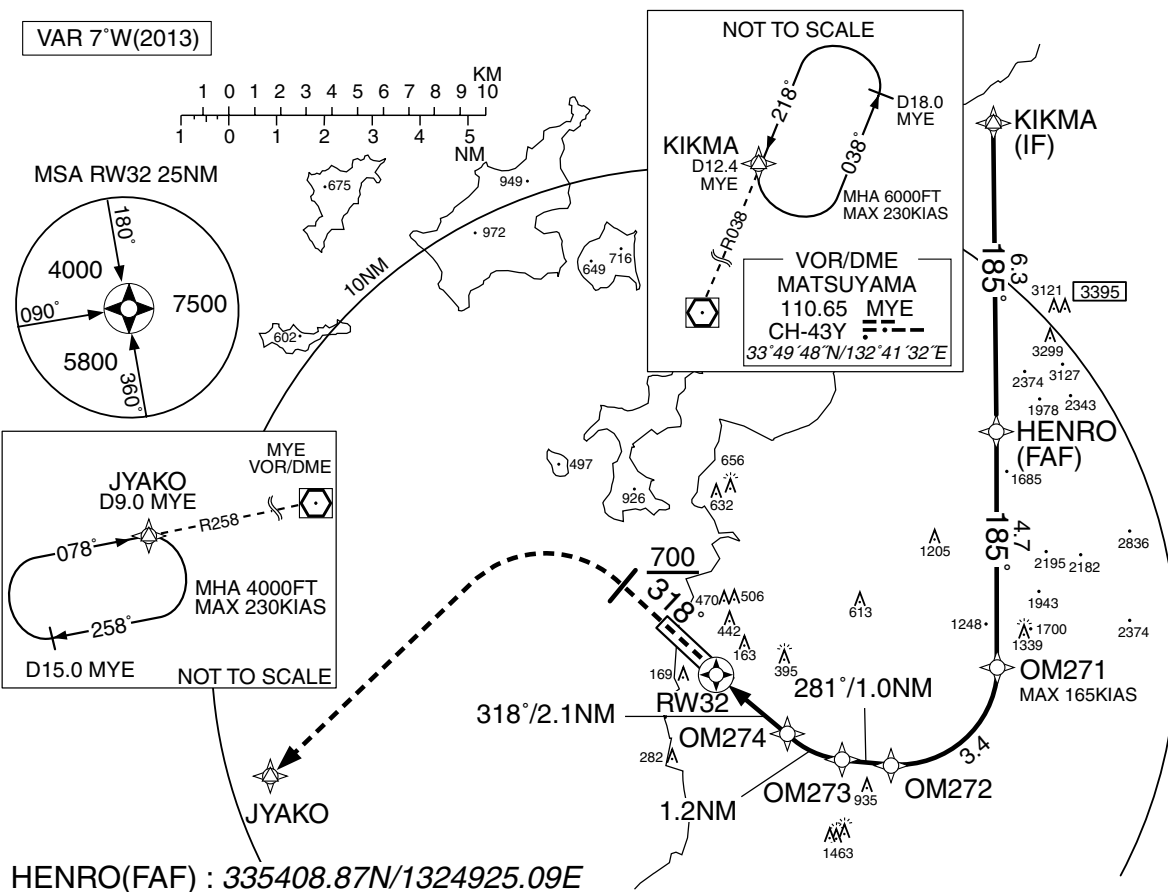 VAR 7°W(2013)
KM
1 0 1 2 3 4 5 6 7 8 9 10
1 0 1 2 3 4 5
NM
MSA RW32 25NM
180°
4000
7500
090°
5800
360°
675
949
972
649
716
602
10NM
NOT TO SCALE
218°
038°
D18.0
MYE
KIKMA
D12.4
MYE
R038
MHA 6000FT
MAX 230KIAS
VOR/DME
MATSUYAMA
110.65 MYE
CH-43Y
33°49´48˝N/132°41´32˝E
KIKMA
(IF)
185°
6.3
3121
3395
3299
3127
2374
1978
2343
HENRO
(FAF)
1685
185°
4.7
2836
2195
2182
1943
1248
1700
1339
2374
OM271
MAX 165KIAS
3.4
MYE
VOR/DME
JYAKO
D9.0 MYE
R258
078°
258°
MHA 4000FT
MAX 230KIAS
D15.0 MYE
NOT TO SCALE
497
926
656
632
1205
700
318°
470
506
442
163
613
395
169
RW32
281°/1.0NM
318°/2.1NM
OM274
282
OM273
935
OM272
1.2NM
1463
JYAKO
HENRO(FAF) : 335408.87N/1324925.09E